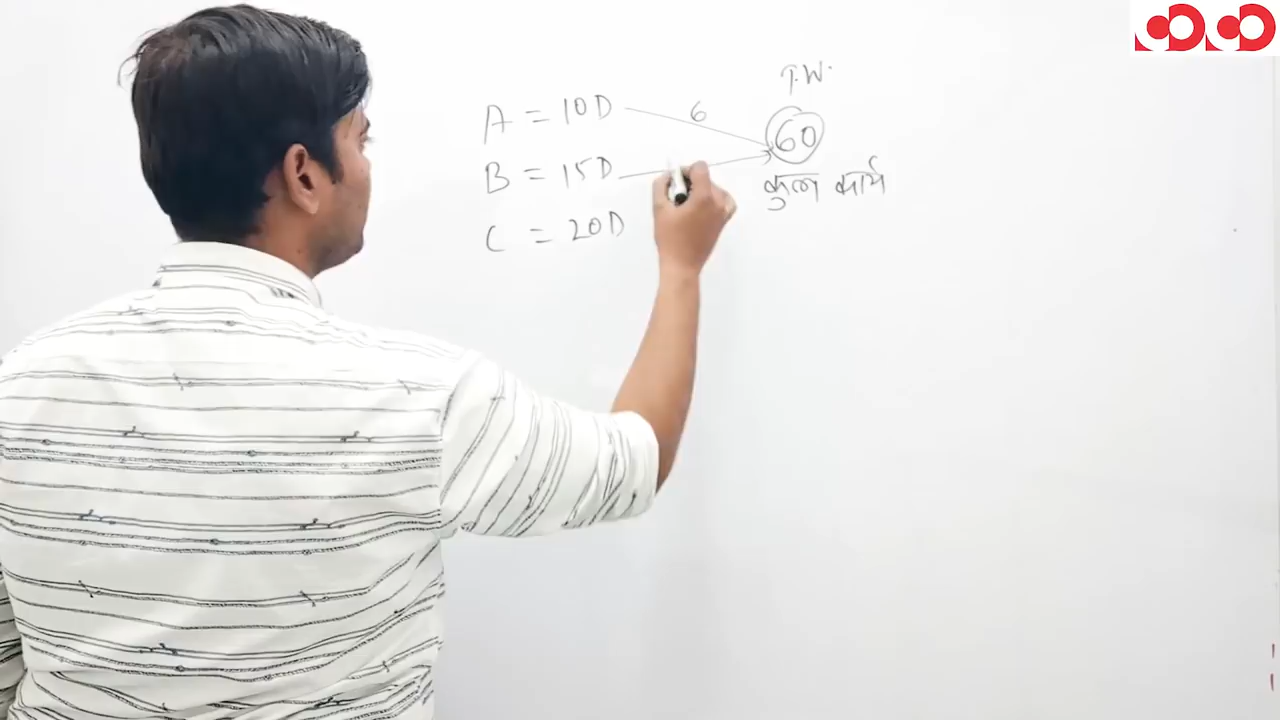 T.W.
A = 10D 6 60
B = 15D
कुल कार्य
C = 20D